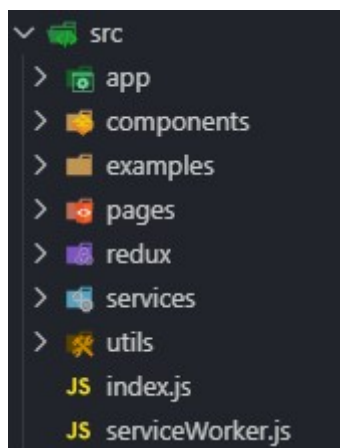 src
app
components
examples
pages
redux
services
utils
JS index.js
JS serviceWorker.js